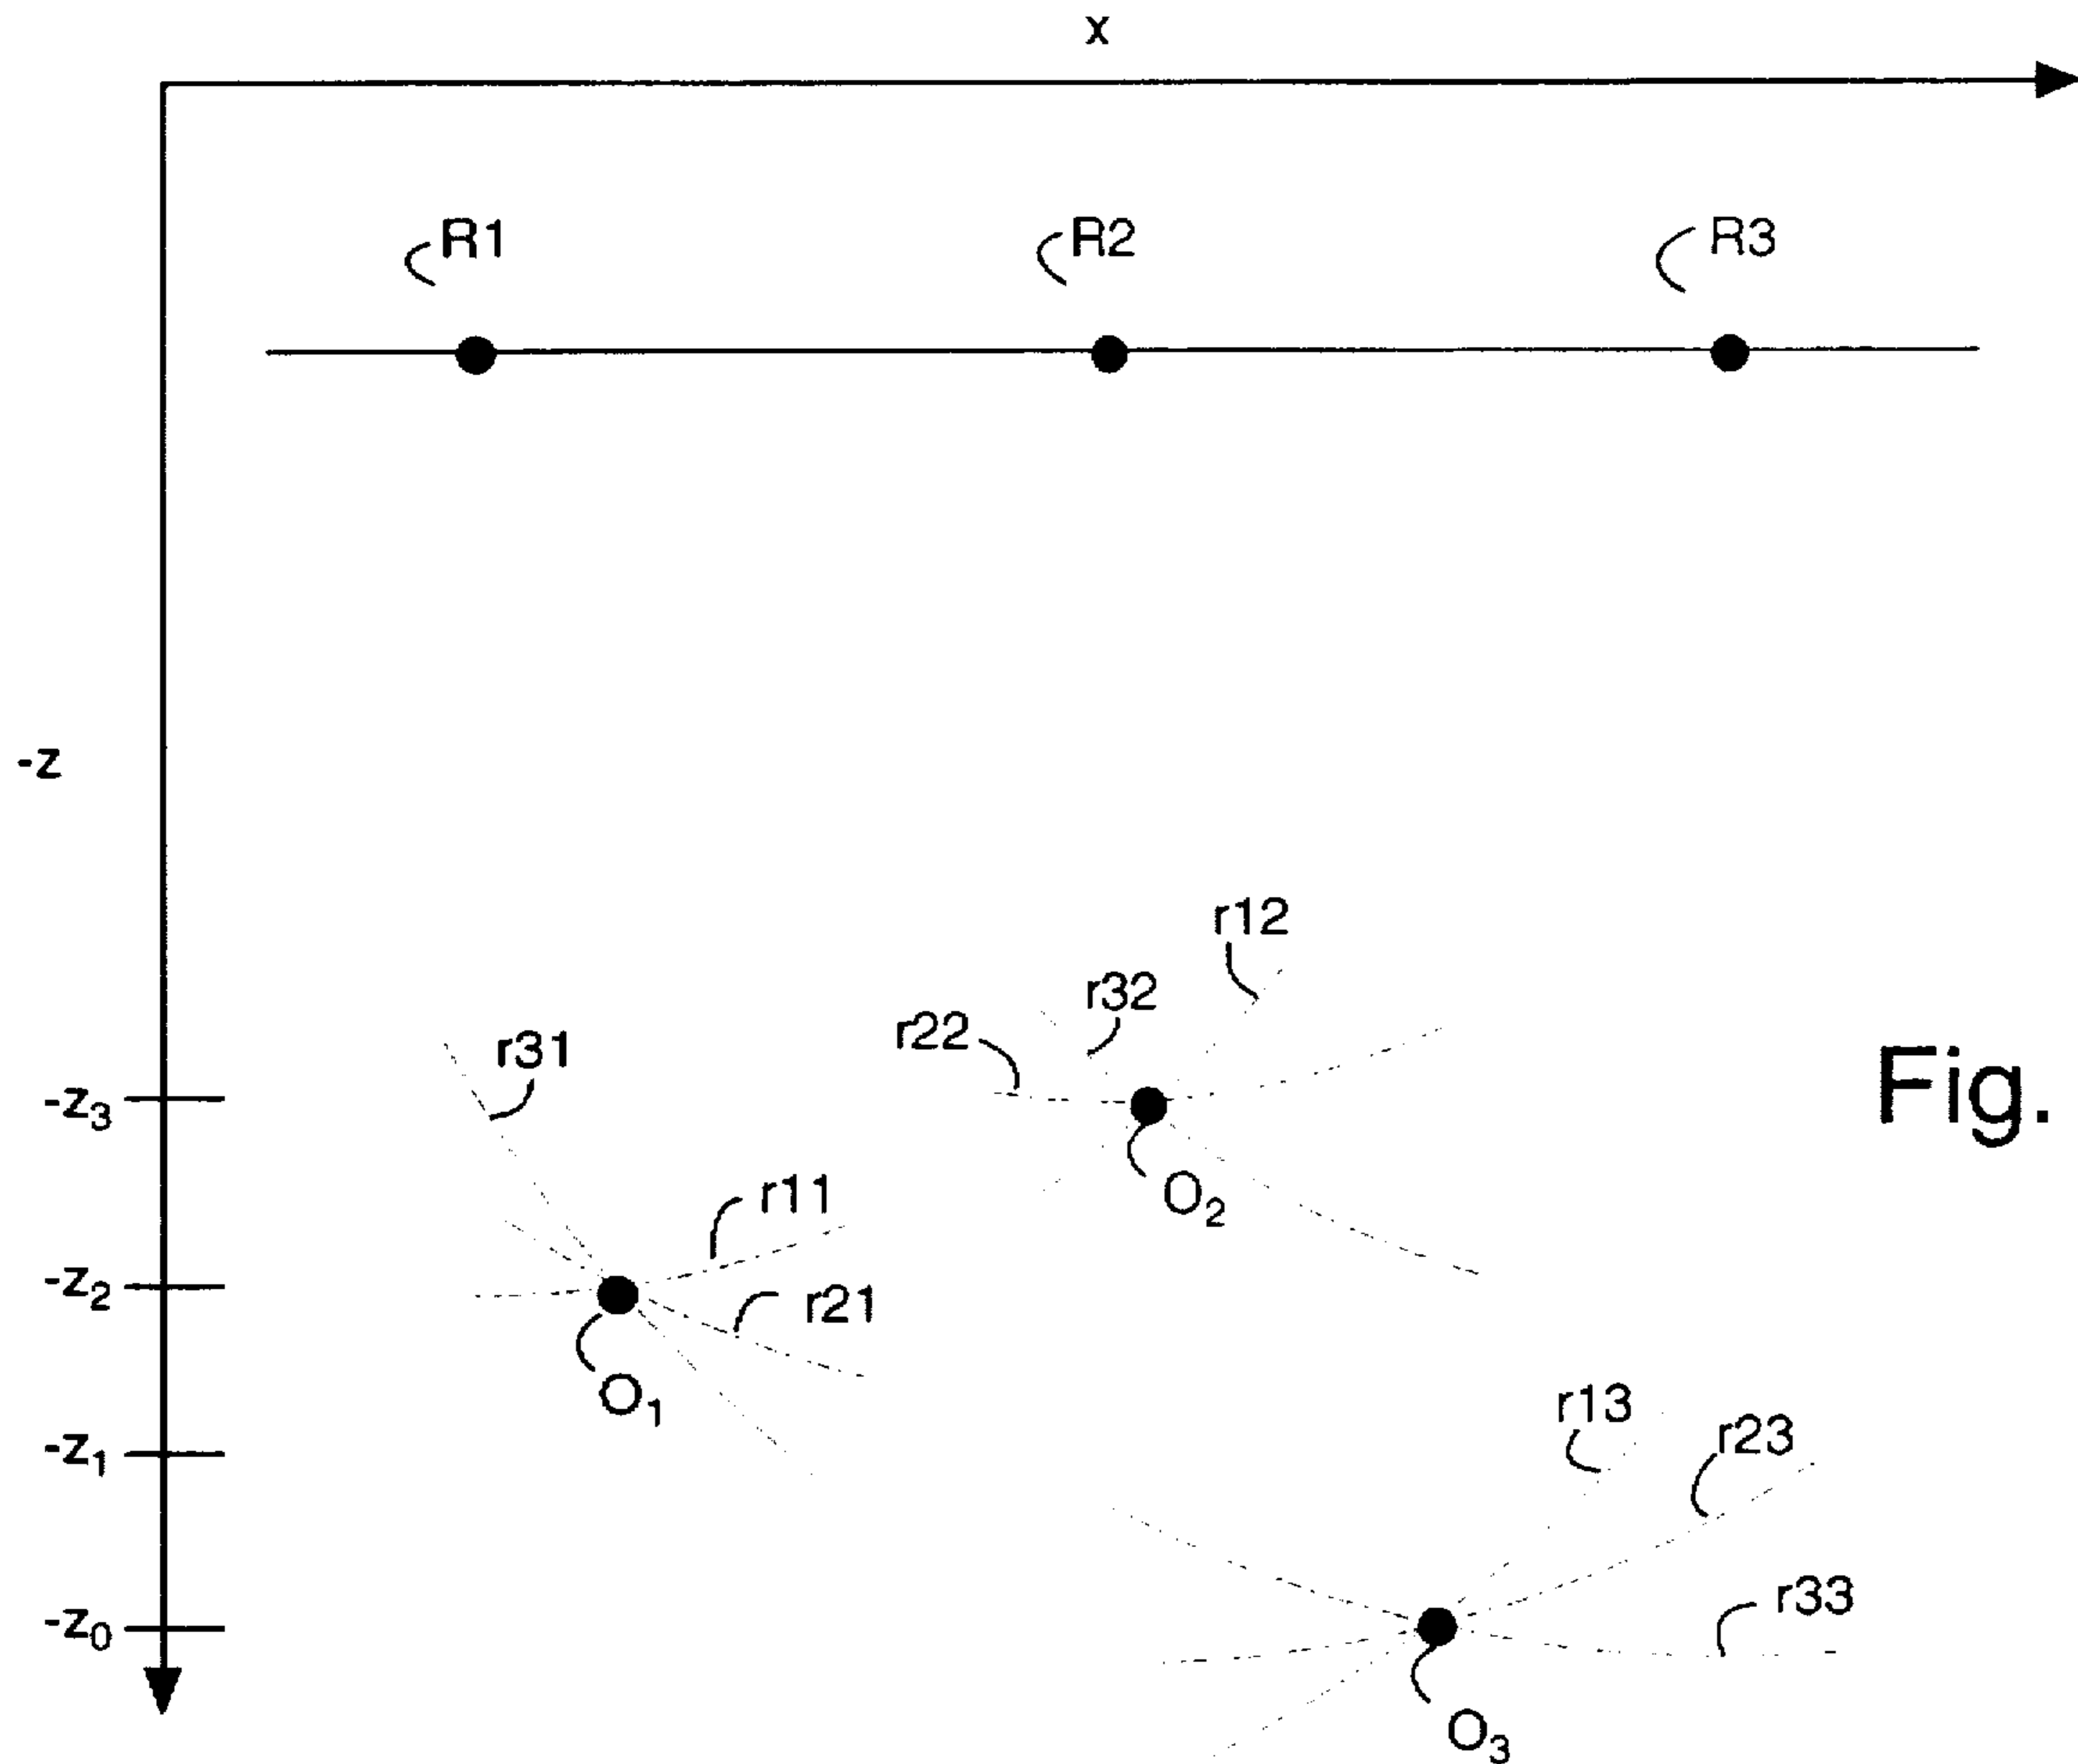 x
R1
R2
R3
-z
r12
r32
r22
r31
Fig.
-z3
O2
r11
-z2
r21
O1
r13
r23
-z1
r33
-z0
O3